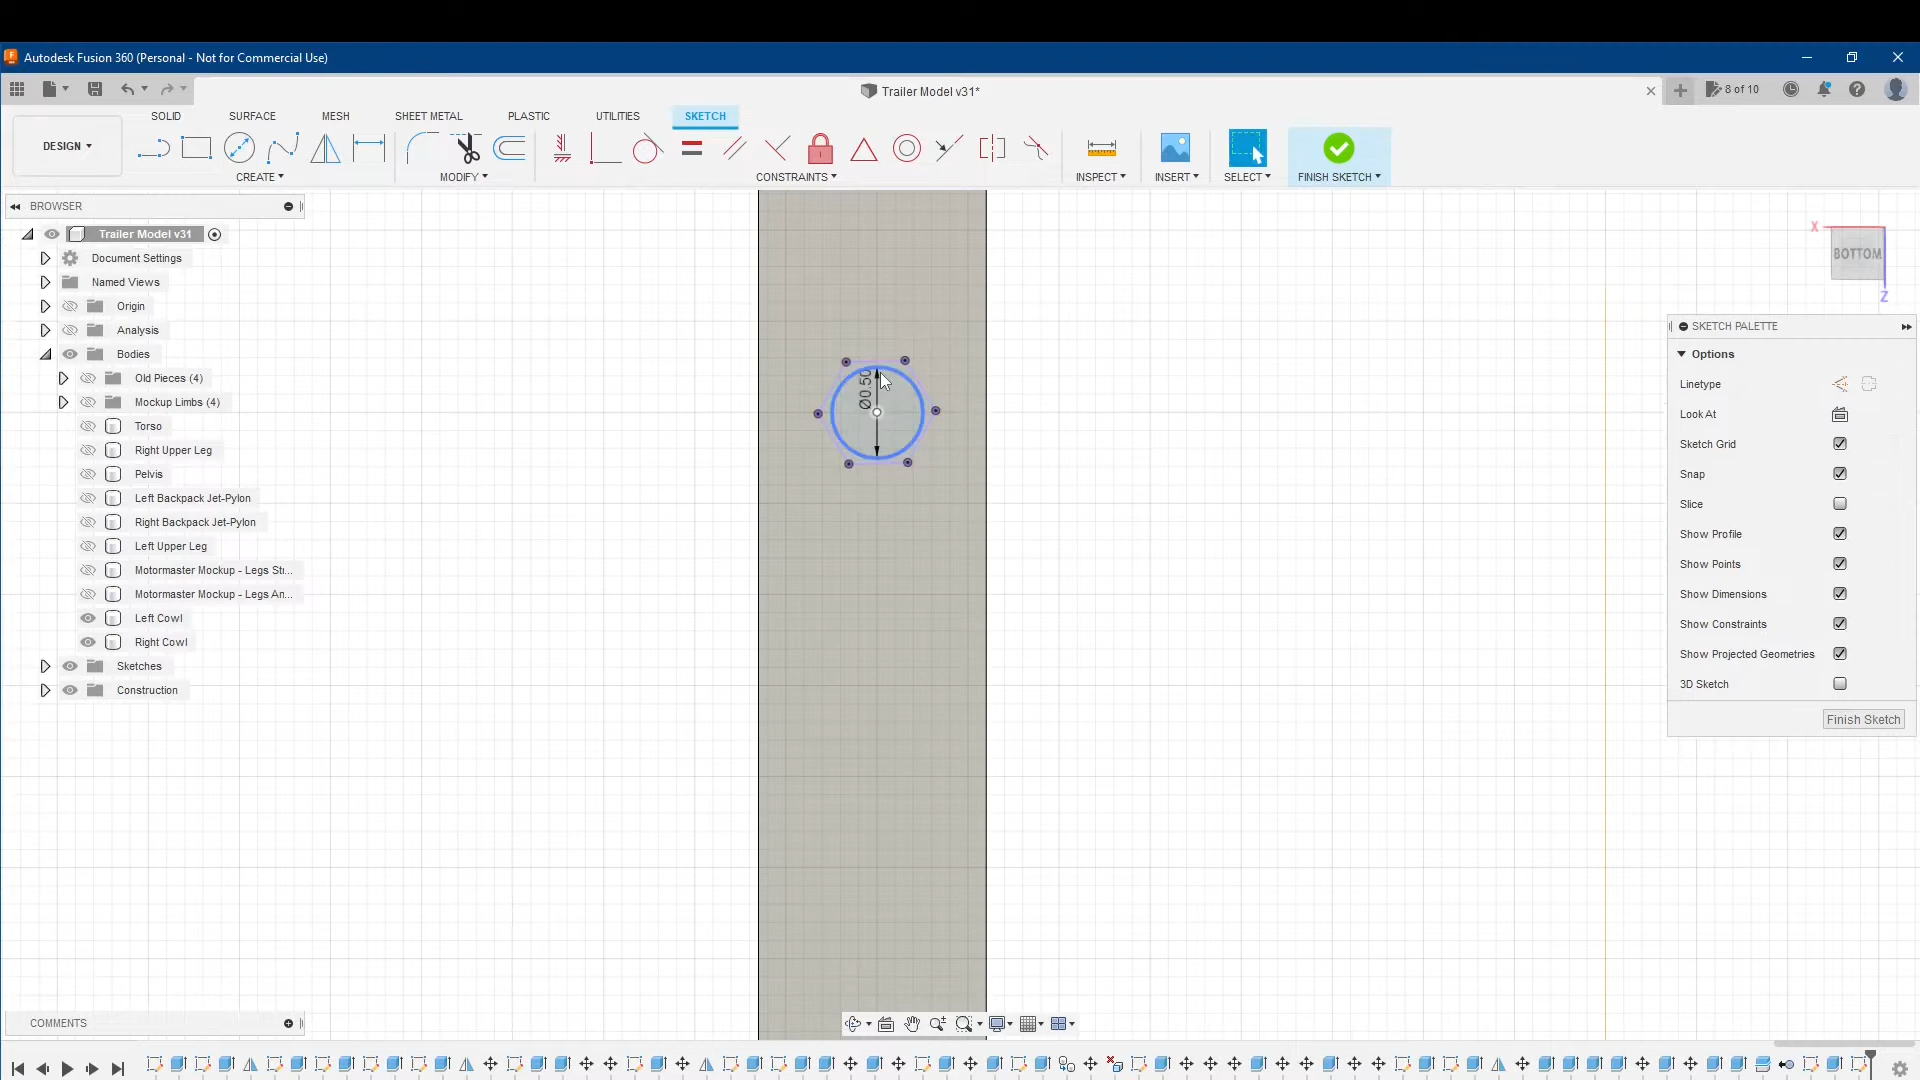 Autodesk Fusion 360 (Personal - Not for Commercial Use)
Trailer Model v31*
8 of 10
SOLID SURFACE MESH SHEET METAL PLASTIC UTILITIES SKETCH
DESIGN
CREATE MODIFY CONSTRAINTS INSPECT INSERT SELECT FINISH SKETCH
BROWSER
Trailer Model v31
Document Settings
Named Views
Origin
Analysis
Bodies
Old Pieces (4)
Mockup Limbs (4)
Torso
Right Upper Leg
Pelvis
Left Backpack Jet-Pylon
Right Backpack Jet-Pylon
Left Upper Leg
Motormaster Mockup - Legs Str...
Motormaster Mockup - Legs An...
Left Cowl
Right Cowl
Sketches
Construction
Ø0.50
X
BOTTOM
Z
SKETCH PALETTE
Options
Linetype
Look At
Sketch Grid
Snap
Slice
Show Profile
Show Points
Show Dimensions
Show Constraints
Show Projected Geometries
3D Sketch
Finish Sketch
COMMENTS